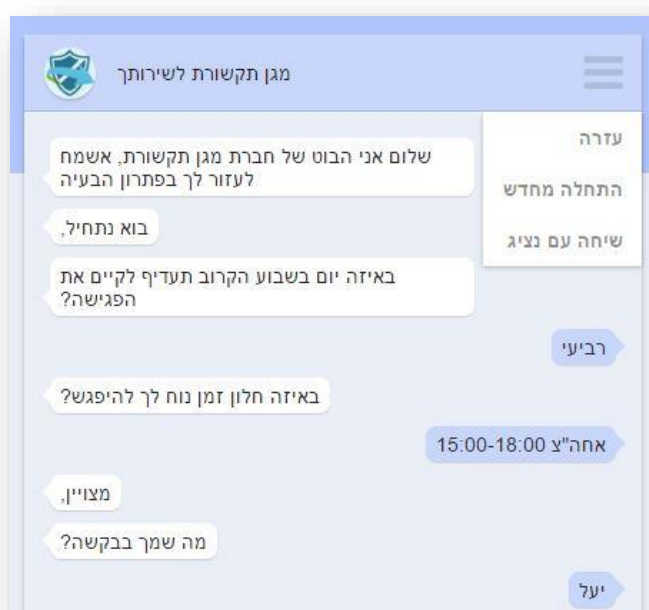 מגן תקשורת לשירותך
עזרה
התחלה מחדש
שיחה עם נציג
שלום אני הבוט של חברת מגן תקשורת, אשמח
לעזור לך בפתרון הבעיה
בוא נתחיל,
באיזה יום בשבוע הקרוב תעדיף לקיים את
הפגישה?
רביעי
באיזה חלון זמן נוח לך להיפגש?
אחה"צ 15:00-18:00
מצויין,
מה שמך בבקשה?
יעל